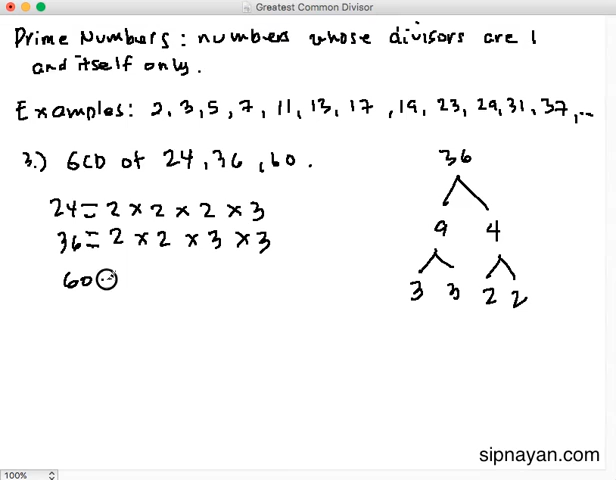 Greatest Common Divisor
Prime Numbers: numbers whose divisors are 1
and itself only.
Examples: 2, 3, 5, 7, 11, 13, 17, 19, 23, 29, 31, 37, ...
3.) GCD of 24, 36, 60.
36
24 = 2 × 2 × 2 × 3
36 = 2 × 2 × 3 × 3
9 4
60
3 3 2 2
sipnayan.com
100%